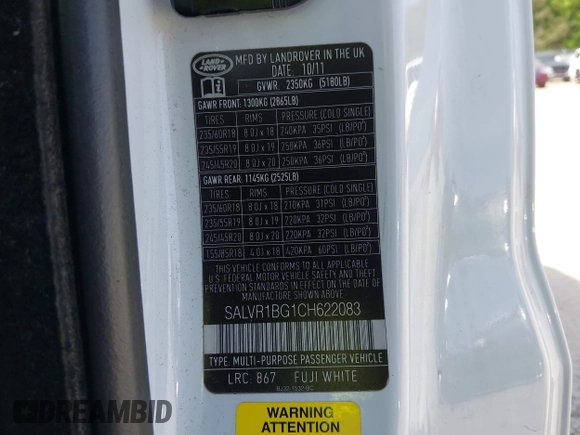 LAND
ROVER
MFD BY LANDROVER IN THE UK
DATE: 10/11
GVWR 2350KG (5180LB)
GAWR FRONT: 1300KG (2865LB)
TIRES RIMS PRESSURE (COLD SINGLE)
235/60R18 8.0J x 18 240KPA 35PSI (LB/PO²)
235/55R19 8.0J x 19 250KPA 36PSI (LB/PO²)
245/45R20 8.0J x 20 250KPA 36PSI (LB/PO²)
GAWR REAR: 1145KG (2525LB)
TIRES RIMS PRESSURE (COLD SINGLE)
235/60R18 8.0J x 18 210KPA 31PSI (LB/PO²)
235/55R19 8.0J x 19 220KPA 32PSI (LB/PO²)
245/45R20 8.0J x 20 220KPA 32PSI (LB/PO²)
155/85R18 4.0J x 18 420KPA 60PSI (LB/PO²)
THIS VEHICLE CONFORMS TO ALL APPLICABLE
U.S. FEDERAL MOTOR VEHICLE SAFETY AND THEFT
PREVENTION STANDARDS IN EFFECT ON THE DATE OF
MANUFACTURE SHOWN ABOVE.
SALVR1BG1CH622083
TYPE: MULTI-PURPOSE PASSENGER VEHICLE
LRC: 867 FUJI WHITE
WARNING
ATTENTION
DREAMBID